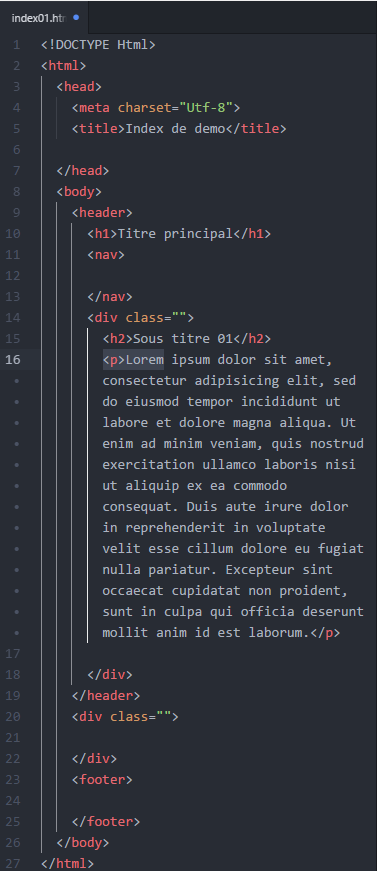 index01.htm
1 <!DOCTYPE Html>
2 <html>
3 <head>
4 <meta charset="Utf-8">
5 <title>Index de demo</title>
6
7 </head>
8 <body>
9 <header>
10 <h1>Titre principal</h1>
11 <nav>
12
13 </nav>
14 <div class="">
15 <h2>Sous titre 01</h2>
16 <p>Lorem ipsum dolor sit amet,
consectetur adipisicing elit, sed
do eiusmod tempor incididunt ut
labore et dolore magna aliqua. Ut
enim ad minim veniam, quis nostrud
exercitation ullamco laboris nisi
ut aliquip ex ea commodo
consequat. Duis aute irure dolor
in reprehenderit in voluptate
velit esse cillum dolore eu fugiat
nulla pariatur. Excepteur sint
occaecat cupidatat non proident,
sunt in culpa qui officia deserunt
mollit anim id est laborum.</p>
17
18 </div>
19 </header>
20 <div class="">
21
22 </div>
23 <footer>
24
25 </footer>
26 </body>
27 </html>